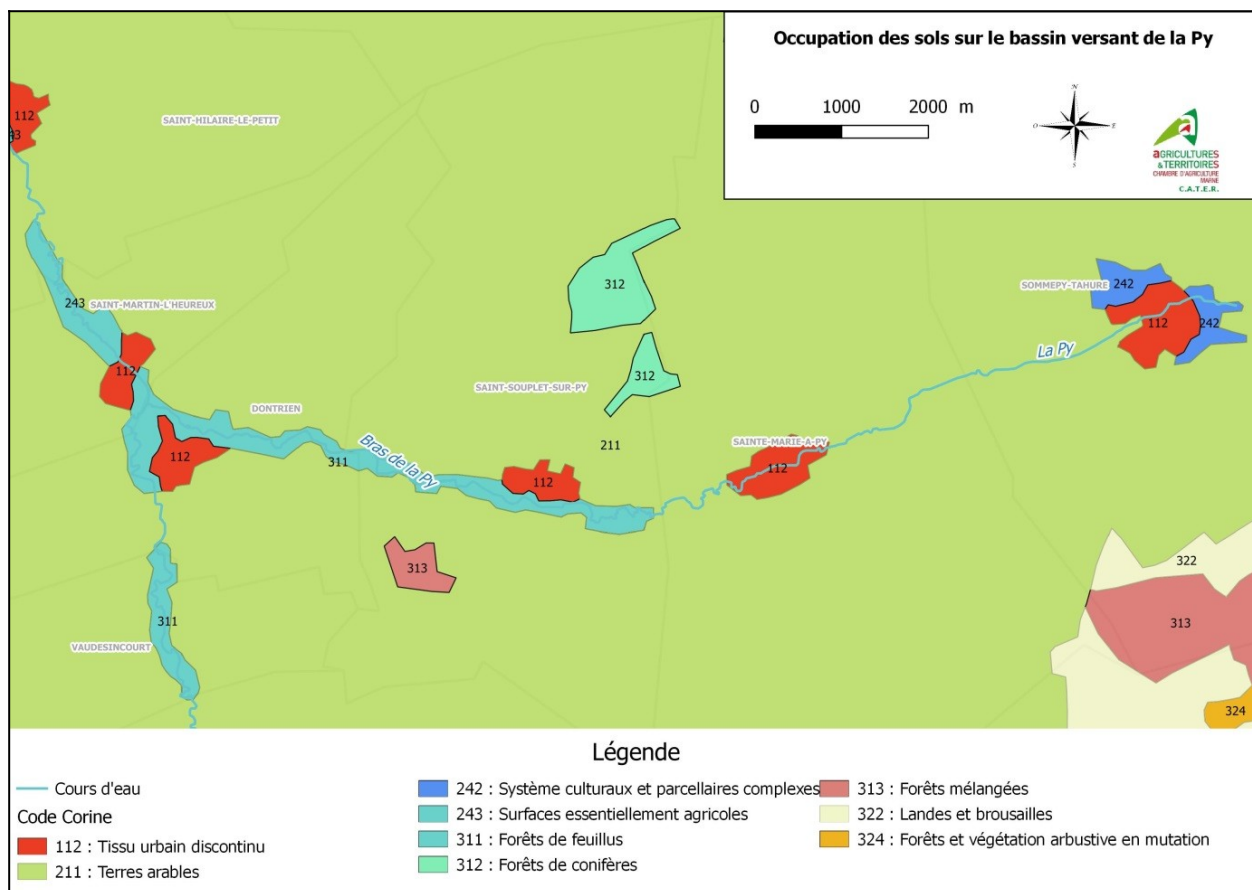 Occupation des sols sur le bassin versant de la Py
0 1000 2000 m
N
O E
S
aGRICULTURES
& TERRITOIRES
CHAMBRE D'AGRICULTURE
MARNE
C.A.T.E.R.
112
SAINT-HILAIRE-LE-PETIT
243
SAINT-MARTIN-L'HEUREUX
112
DONTRIEN
112
311
Bras de la Py
312
312
SAINT-SOUPLET-SUR-PY
211
112
313
SAINTE-MARIE-A-PY
112
La Py
SOMMEPY-TAHURE
242
112
242
322
313
324
311
VAUDESINCOURT
Légende
Cours d'eau
Code Corine
112 : Tissu urbain discontinu
211 : Terres arables
242 : Système culturaux et parcellaires complexes
243 : Surfaces essentiellement agricoles
311 : Forêts de feuillus
312 : Forêts de conifères
313 : Forêts mélangées
322 : Landes et brousailles
324 : Forêts et végétation arbustive en mutation